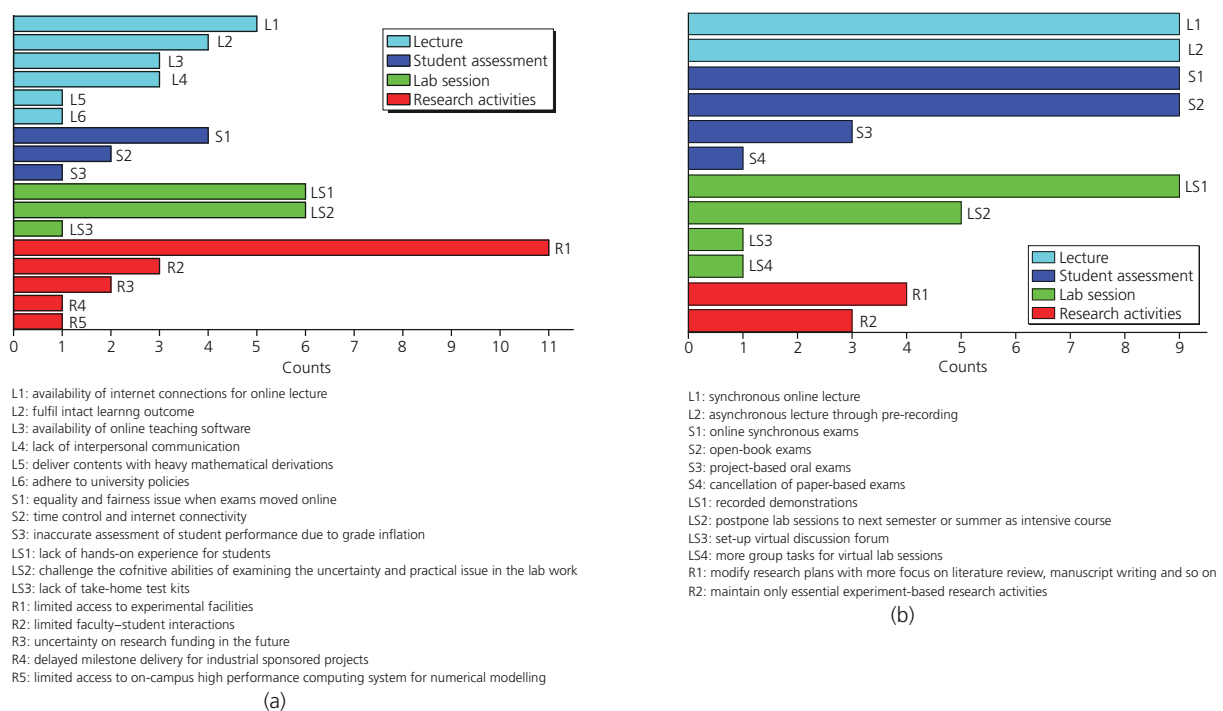 L1
L2
L3
L4
L5
L6
S1
S2
S3
LS1
LS2
LS3
R1
R2
R3
R4
R5
Lecture
Student assessment
Lab session
Research activities
0 1 2 3 4 5 6 7 8 9 10 11
Counts
L1: availability of internet connections for online lecture
L2: fulfil intact learnng outcome
L3: availability of online teaching software
L4: lack of interpersonal communication
L5: deliver contents with heavy mathematical derivations
L6: adhere to university policies
S1: equality and fairness issue when exams moved online
S2: time control and internet connectivity
S3: inaccurate assessment of student performance due to grade inflation
LS1: lack of hands-on experience for students
LS2: challenge the cofnitive abilities of examining the uncertainty and practical issue in the lab work
LS3: lack of take-home test kits
R1: limited access to experimental facilities
R2: limited faculty–student interactions
R3: uncertainty on research funding in the future
R4: delayed milestone delivery for industrial sponsored projects
R5: limited access to on-campus high performance computing system for numerical modelling
(a)
L1
L2
S1
S2
S3
S4
LS1
LS2
LS3
LS4
R1
R2
Lecture
Student assessment
Lab session
Research activities
0 1 2 3 4 5 6 7 8 9
Counts
L1: synchronous online lecture
L2: asynchronous lecture through pre-recording
S1: online synchronous exams
S2: open-book exams
S3: project-based oral exams
S4: cancellation of paper-based exams
LS1: recorded demonstrations
LS2: postpone lab sessions to next semester or summer as intensive course
LS3: set-up virtual discussion forum
LS4: more group tasks for virtual lab sessions
R1: modify research plans with more focus on literature review, manuscript writing and so on
R2: maintain only essential experiment-based research activities
(b)